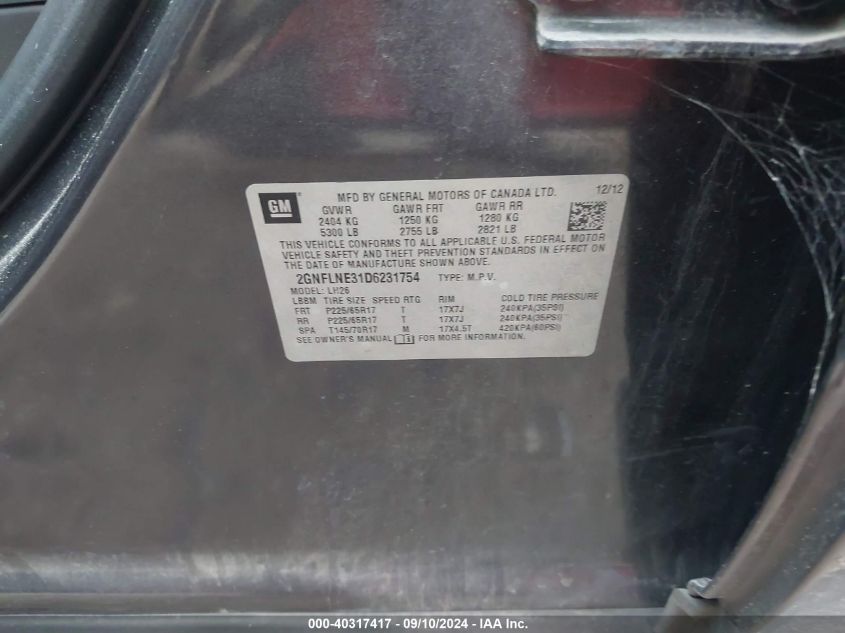 GM
MFD BY GENERAL MOTORS OF CANADA LTD. 12/12
GVWR GAWR FRT GAWR RR
2404 KG 1250 KG 1280 KG
5300 LB 2755 LB 2821 LB
THIS VEHICLE CONFORMS TO ALL APPLICABLE U.S. FEDERAL MOTOR
VEHICLE SAFETY AND THEFT PREVENTION STANDARDS IN EFFECT ON
THE DATE OF MANUFACTURE SHOWN ABOVE.
2GNFLNE31D6231754 TYPE: M.P.V.
MODEL: LH26
LBBM TIRE SIZE SPEED RTG RIM COLD TIRE PRESSURE
FRT P225/65R17 T 17X7J 240KPA(35PSI)
RR P225/65R17 T 17X7J 240KPA(35PSI)
SPA T145/70R17 M 17X4.5T 420KPA(60PSI)
SEE OWNER'S MANUAL FOR MORE INFORMATION.
000-40317417 - 09/10/2024 - IAA Inc.